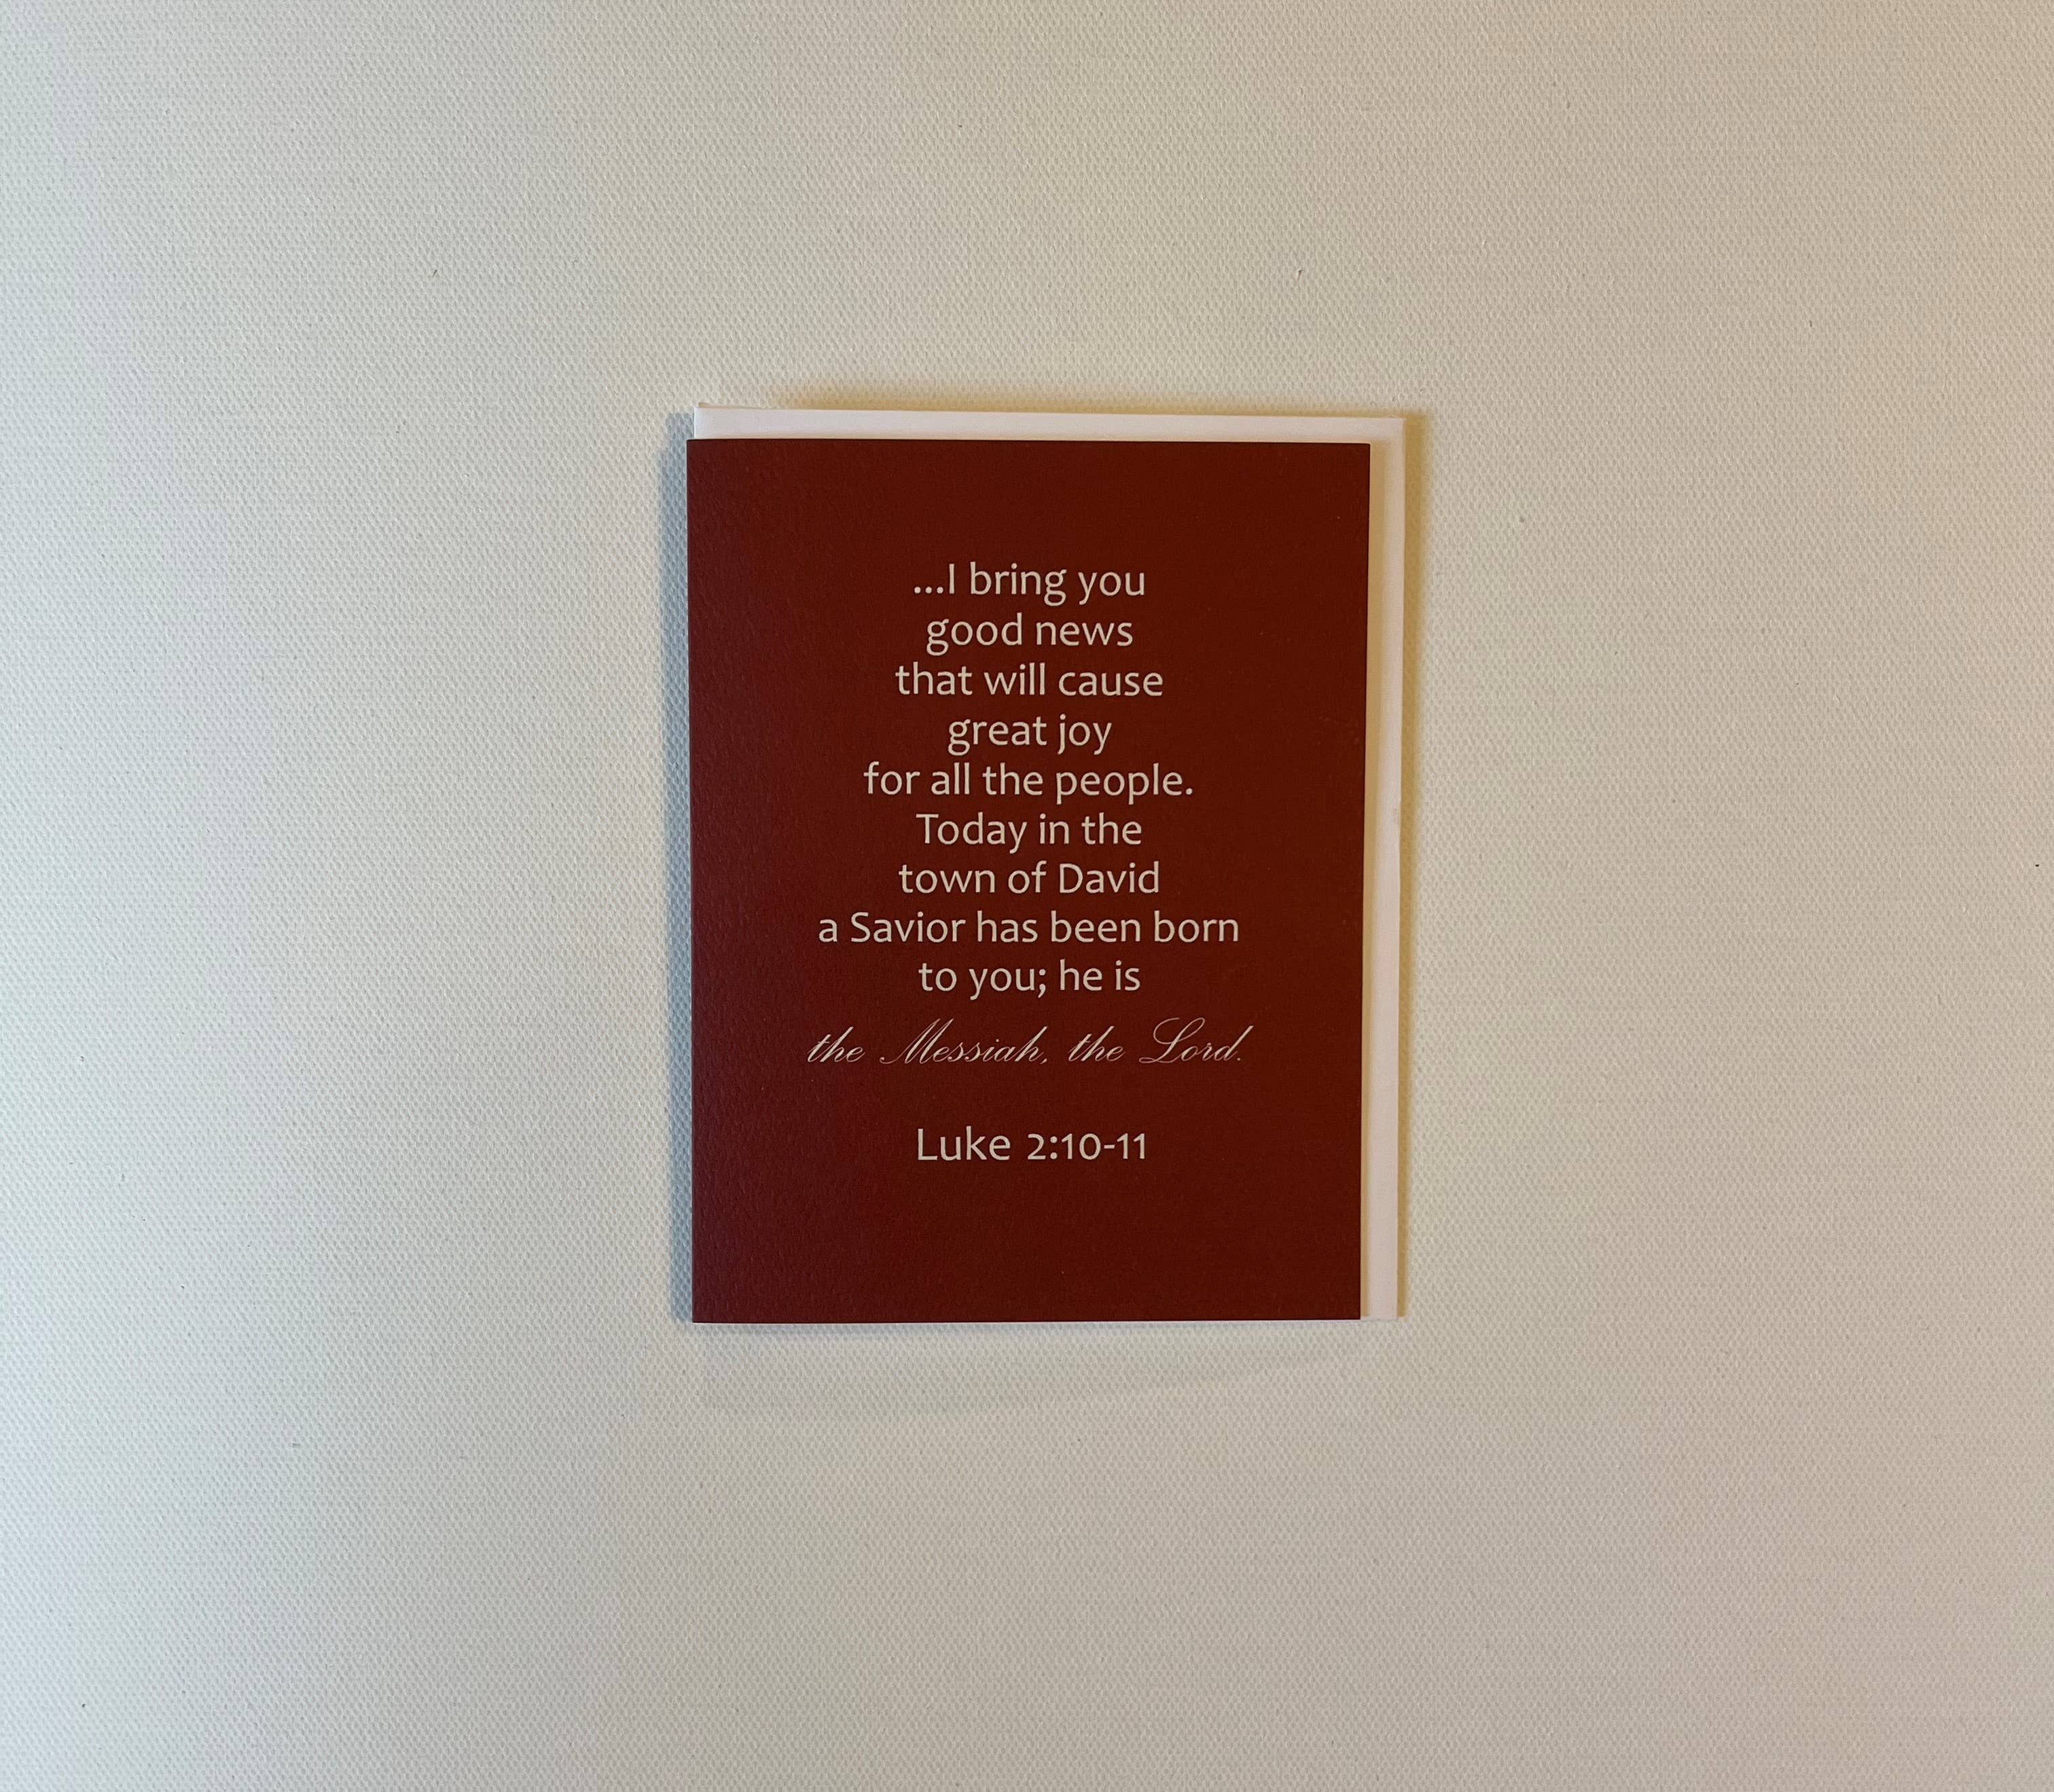 ...I bring you
good news
that will cause
great joy
for all the people.
Today in the
town of David
a Savior has been born
to you; he is
the Messiah, the Lord.
Luke 2:10-11